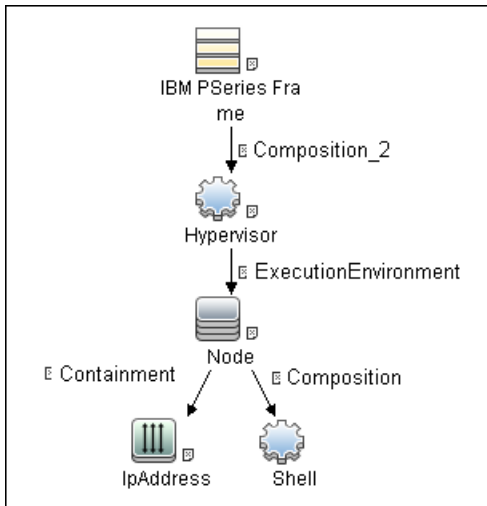 IBM PSeries Fra
me
Composition_2
Hypervisor
ExecutionEnvironment
Node
Containment
Composition
IpAddress
Shell